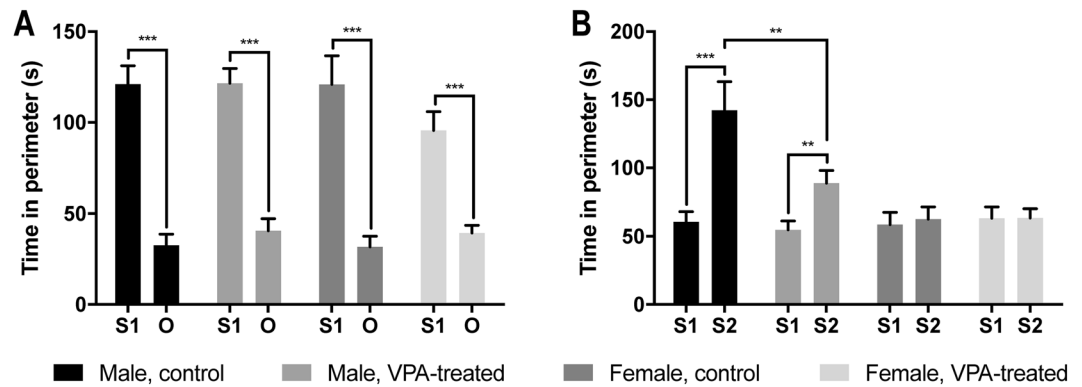 A
B
Time in perimeter (s)
150
100
50
0
***
***
***
***
S1 O S1 O S1 O S1 O
Time in perimeter (s)
200
150
100
50
0
***
**
**
S1 S2 S1 S2 S1 S2 S1 S2
Male, control Male, VPA-treated Female, control Female, VPA-treated